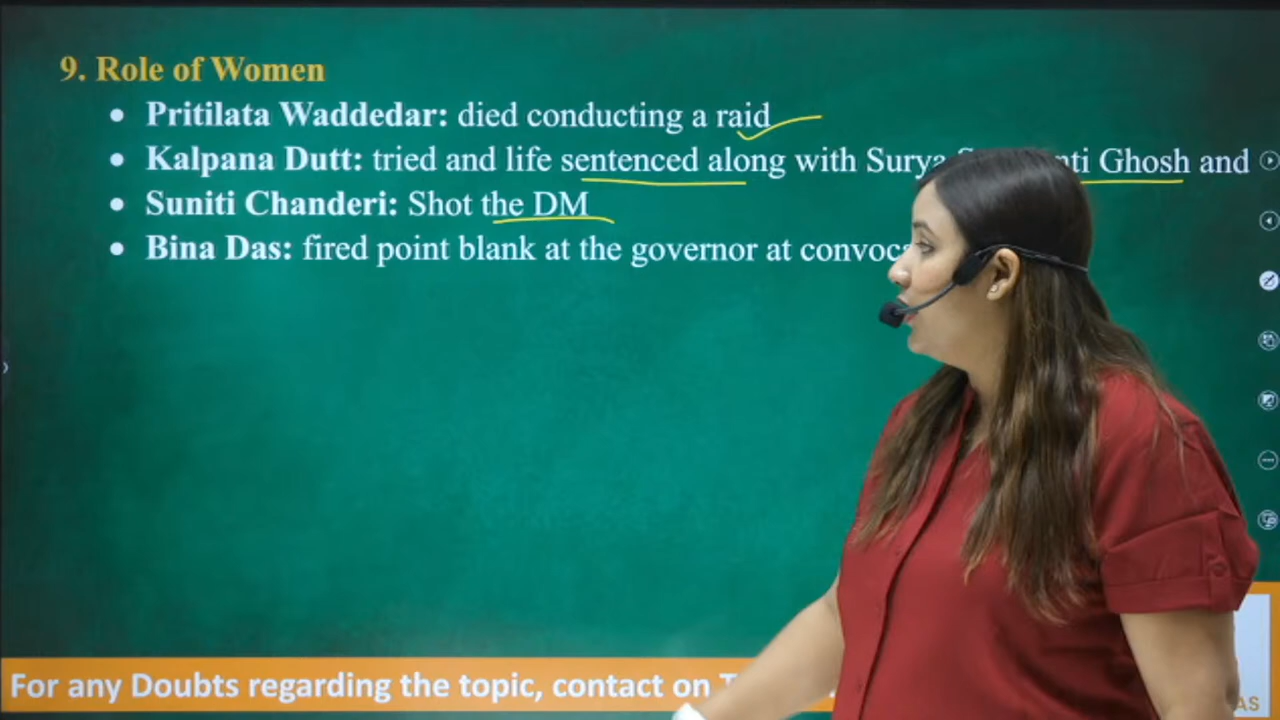 9. Role of Women
• Pritilata Waddedar: died conducting a raid
• Kalpana Dutt: tried and life sentenced along with Surya Ghosh and
• Suniti Chanderi: Shot the DM
• Bina Das: fired point blank at the governor at
For any Doubts regarding the topic, contact on
AS